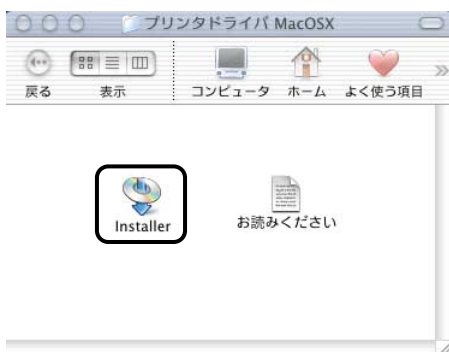 プリンタドライバ MacOSX
戻る 表示 コンピュータ ホーム よく使う項目
Installer お読みください